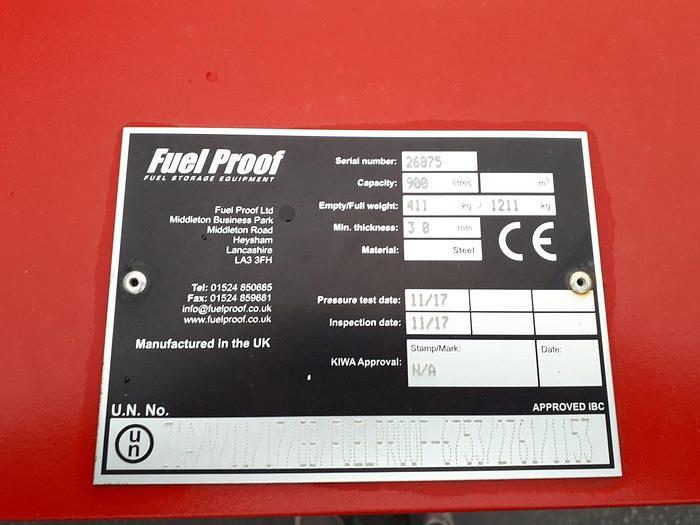 Fuel Proof
FUEL STORAGE EQUIPMENT
Fuel Proof Ltd
Middleton Business Park
Middleton Road
Heysham
Lancashire
LA3 3FH
Tel: 01524 850685
Fax: 01524 859681
info@fuelproof.co.uk
www.fuelproof.co.uk
Manufactured in the UK
Serial number: 26875
Capacity: 900 litres m³
Empty/Full weight: 411 kg / 1211 kg
Min. thickness: 3.0 mm
Material: Steel
CE
Pressure test date: 11/17
Inspection date: 11/17
KIWA Approval: Stamp/Mark: Date:
N/A
U.N. No. APPROVED IBC
un